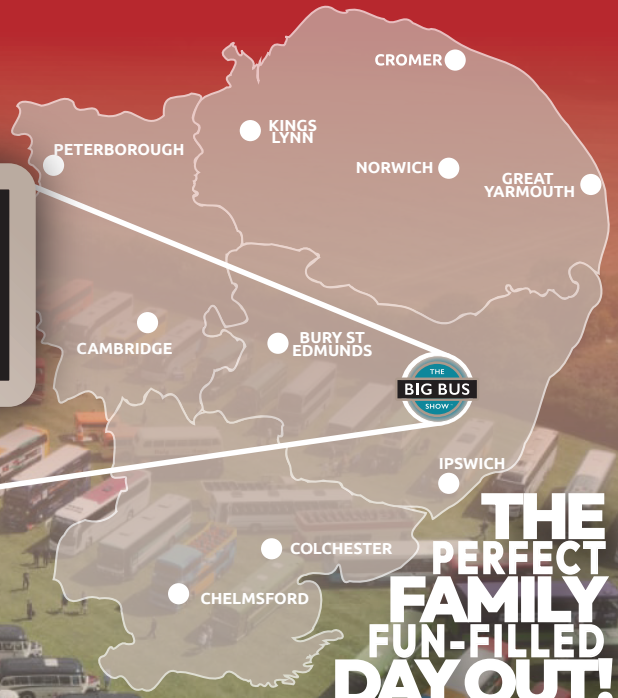 CROMER
KINGS
LYNN
PETERBOROUGH
NORWICH
GREAT
YARMOUTH
CAMBRIDGE
BURY ST
EDMUNDS
THE
BIG BUS
SHOW
IPSWICH
COLCHESTER
CHELMSFORD
THE
PERFECT
FAMILY
FUN-FILLED
DAY OUT!